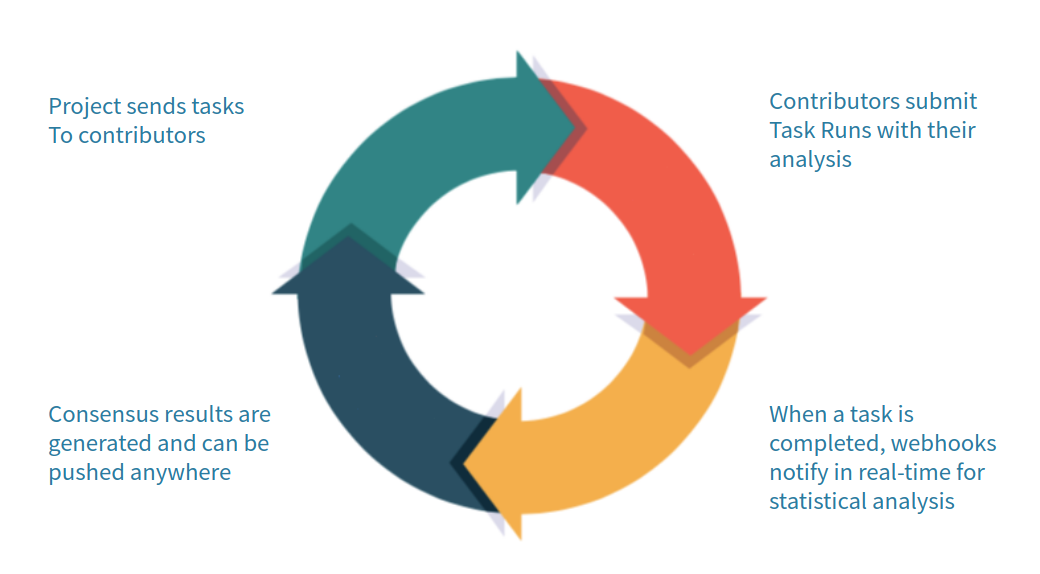 Project sends tasks
To contributors
Contributors submit
Task Runs with their
analysis
When a task is
completed, webhooks
notify in real-time for
statistical analysis
Consensus results are
generated and can be
pushed anywhere